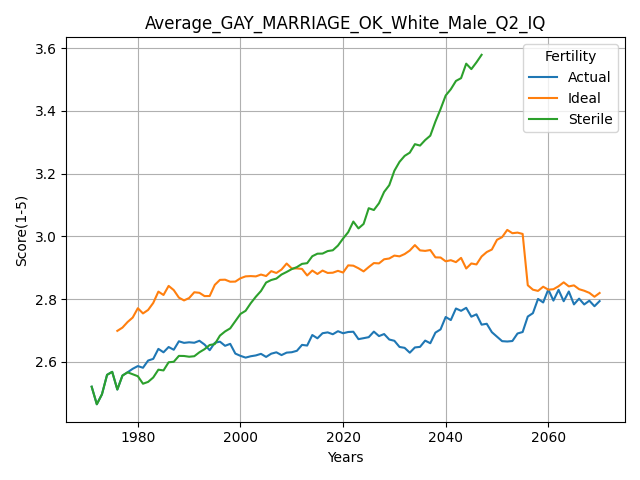 Average_GAY_MARRIAGE_OK_White_Male_Q2_IQ
Fertility
Actual
Ideal
Sterile
Score(1-5)
3.6
3.4
3.2
3.0
2.8
2.6
1980
2000
2020
2040
2060
Years